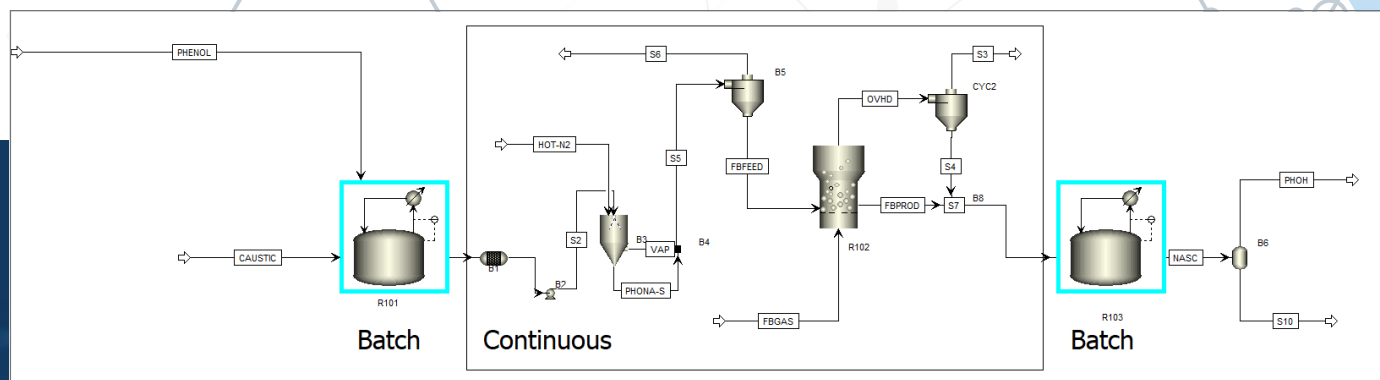 PHENOL
CAUSTIC
R101
Batch
Continuous
B1
B2
S2
HOT-N2
B3
VAP
PHONA-S
B4
S5
S6
B5
FBFEED
FBGAS
R102
OVHD
FBPROD
CYC2
S3
S4
S7
B8
R103
Batch
NASC
B6
PHOH
S10